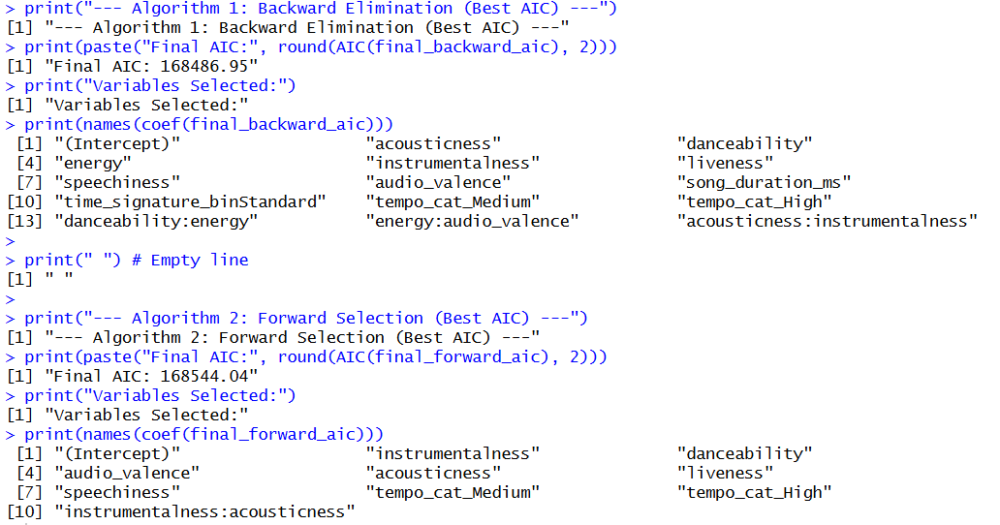 > print("--- Algorithm 1: Backward Elimination (Best AIC) ---")
[1] "--- Algorithm 1: Backward Elimination (Best AIC) ---"
> print(paste("Final AIC:", round(AIC(final_backward_aic), 2)))
[1] "Final AIC: 168486.95"
> print("Variables Selected:")
[1] "Variables Selected:"
> print(names(coef(final_backward_aic)))
 [1] "(Intercept)"                   "acousticness"                  "danceability"
 [4] "energy"                        "instrumentalness"              "liveness"
 [7] "speechiness"                   "audio_valence"                 "song_duration_ms"
[10] "time_signature_binStandard"    "tempo_cat_Medium"              "tempo_cat_High"
[13] "danceability:energy"           "energy:audio_valence"          "acousticness:instrumentalness"
>
> print(" ") # Empty line
[1] " "
>
> print("--- Algorithm 2: Forward Selection (Best AIC) ---")
[1] "--- Algorithm 2: Forward Selection (Best AIC) ---"
> print(paste("Final AIC:", round(AIC(final_forward_aic), 2)))
[1] "Final AIC: 168544.04"
> print("Variables Selected:")
[1] "Variables Selected:"
> print(names(coef(final_forward_aic)))
 [1] "(Intercept)"                   "instrumentalness"              "danceability"
 [4] "audio_valence"                 "acousticness"                  "liveness"
 [7] "speechiness"                   "tempo_cat_Medium"              "tempo_cat_High"
[10] "instrumentalness:acousticness"